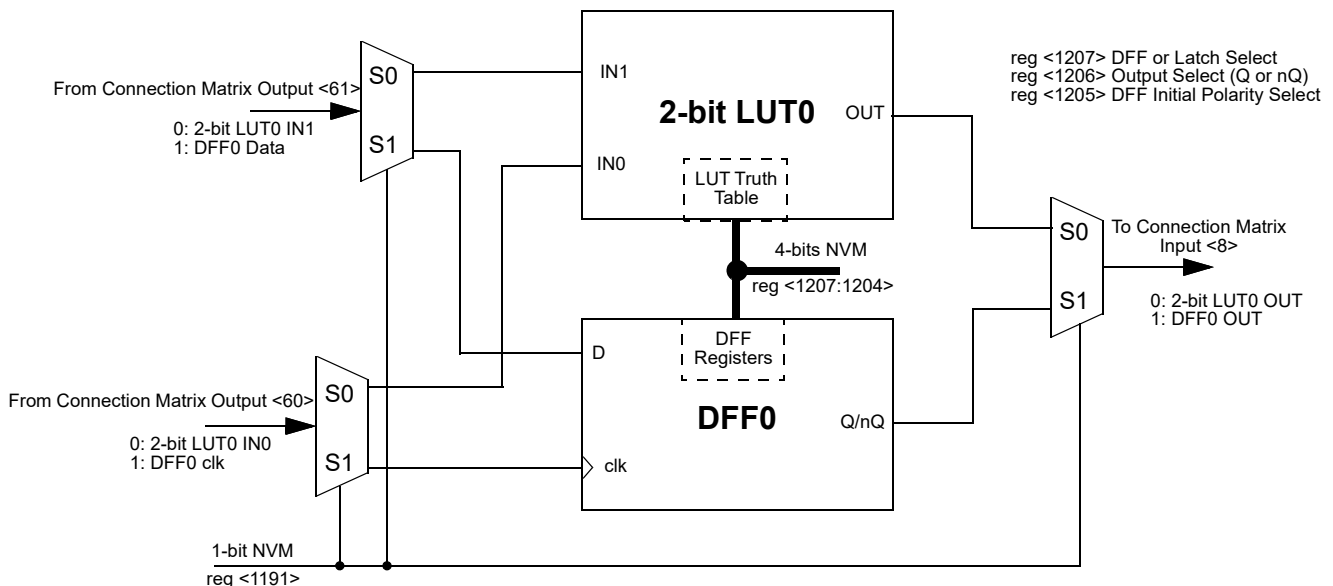 reg <1207> DFF or Latch Select
reg <1206> Output Select (Q or nQ)
reg <1205> DFF Initial Polarity Select
From Connection Matrix Output <61>
0: 2-bit LUT0 IN1
1: DFF0 Data
S0
S1
IN1
IN0
2-bit LUT0
OUT
LUT Truth
Table
4-bits NVM
reg <1207:1204>
S0
S1
To Connection Matrix
Input <8>
0: 2-bit LUT0 OUT
1: DFF0 OUT
From Connection Matrix Output <60>
0: 2-bit LUT0 IN0
1: DFF0 clk
S0
S1
D
clk
DFF
Registers
DFF0
Q/nQ
1-bit NVM
reg <1191>